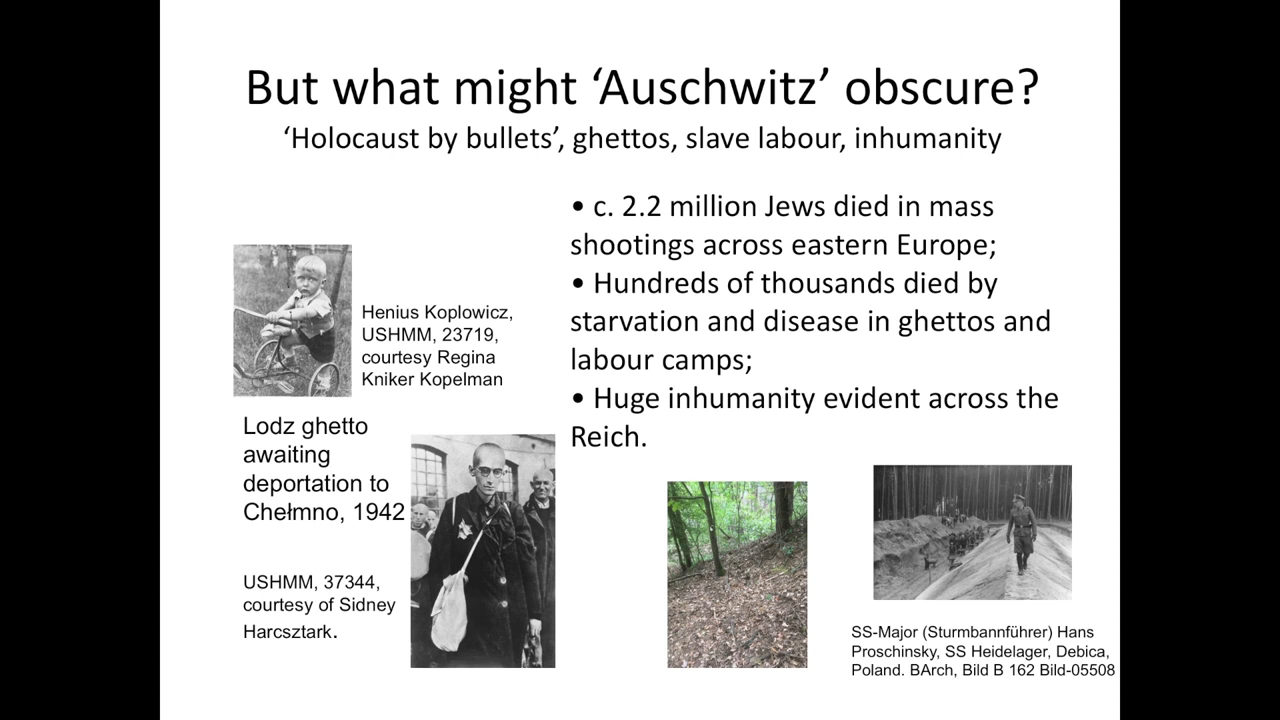 But what might ‘Auschwitz’ obscure?
‘Holocaust by bullets’, ghettos, slave labour, inhumanity
• c. 2.2 million Jews died in mass
shootings across eastern Europe;
• Hundreds of thousands died by
starvation and disease in ghettos and
labour camps;
• Huge inhumanity evident across the
Reich.
Henius Koplowicz,
USHMM, 23719,
courtesy Regina
Kniker Kopelman
Lodz ghetto
awaiting
deportation to
Chełmno, 1942
USHMM, 37344,
courtesy of Sidney
Harcsztark.
SS-Major (Sturmbannführer) Hans
Proschinsky, SS Heidelager, Debica,
Poland. BArch, Bild B 162 Bild-05508